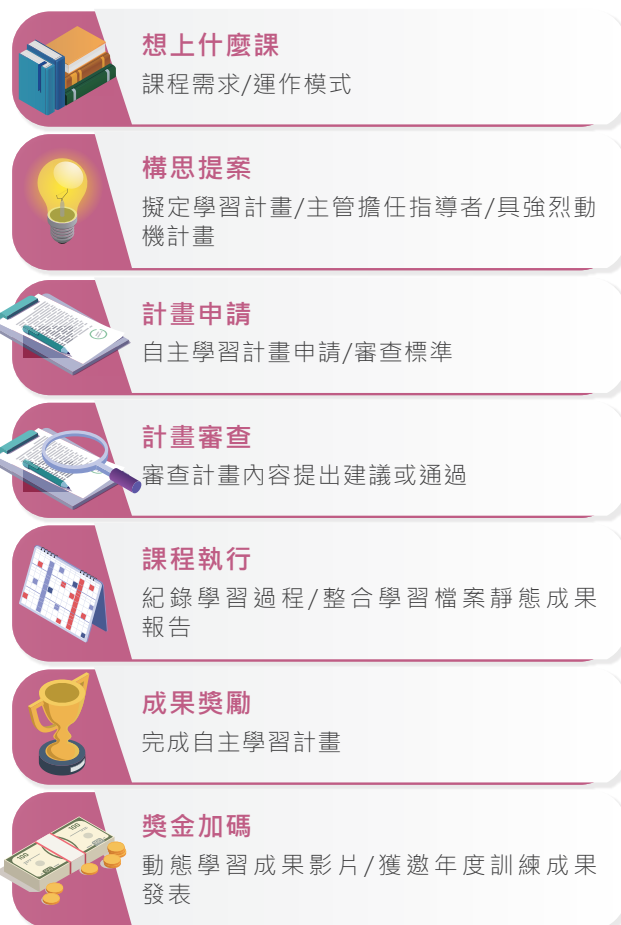 想上什麼課
課程需求/運作模式
構思提案
擬定學習計畫/主管擔任指導者/具強烈動
機計畫
計畫申請
自主學習計畫申請/審查標準
計畫審查
審查計畫內容提出建議或通過
課程執行
紀錄學習過程/整合學習檔案靜態成果
報告
成果獎勵
完成自主學習計畫
獎金加碼
動態學習成果影片/獲邀年度訓練成果
發表
100
100